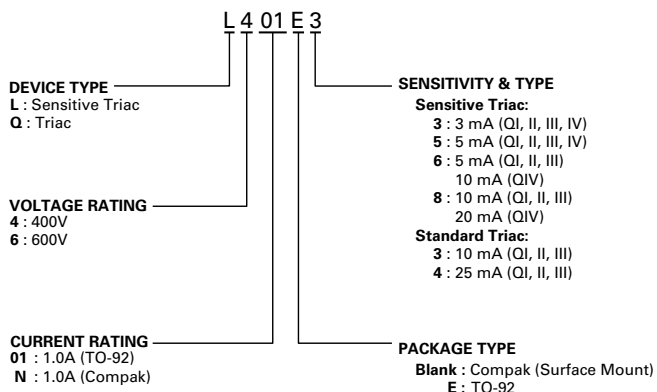 L 4 01 E 3
DEVICE TYPE
L : Sensitive Triac
Q : Triac
VOLTAGE RATING
4 : 400V
6 : 600V
CURRENT RATING
01 : 1.0A (TO-92)
N : 1.0A (Compak)
SENSITIVITY & TYPE
Sensitive Triac:
3 : 3 mA (QI, II, III, IV)
5 : 5 mA (QI, II, III, IV)
6 : 5 mA (QI, II, III)
10 mA (QIV)
8 : 10 mA (QI, II, III)
20 mA (QIV)
Standard Triac:
3 : 10 mA (QI, II, III)
4 : 25 mA (QI, II, III)
PACKAGE TYPE
Blank : Compak (Surface Mount)
E : TO-92